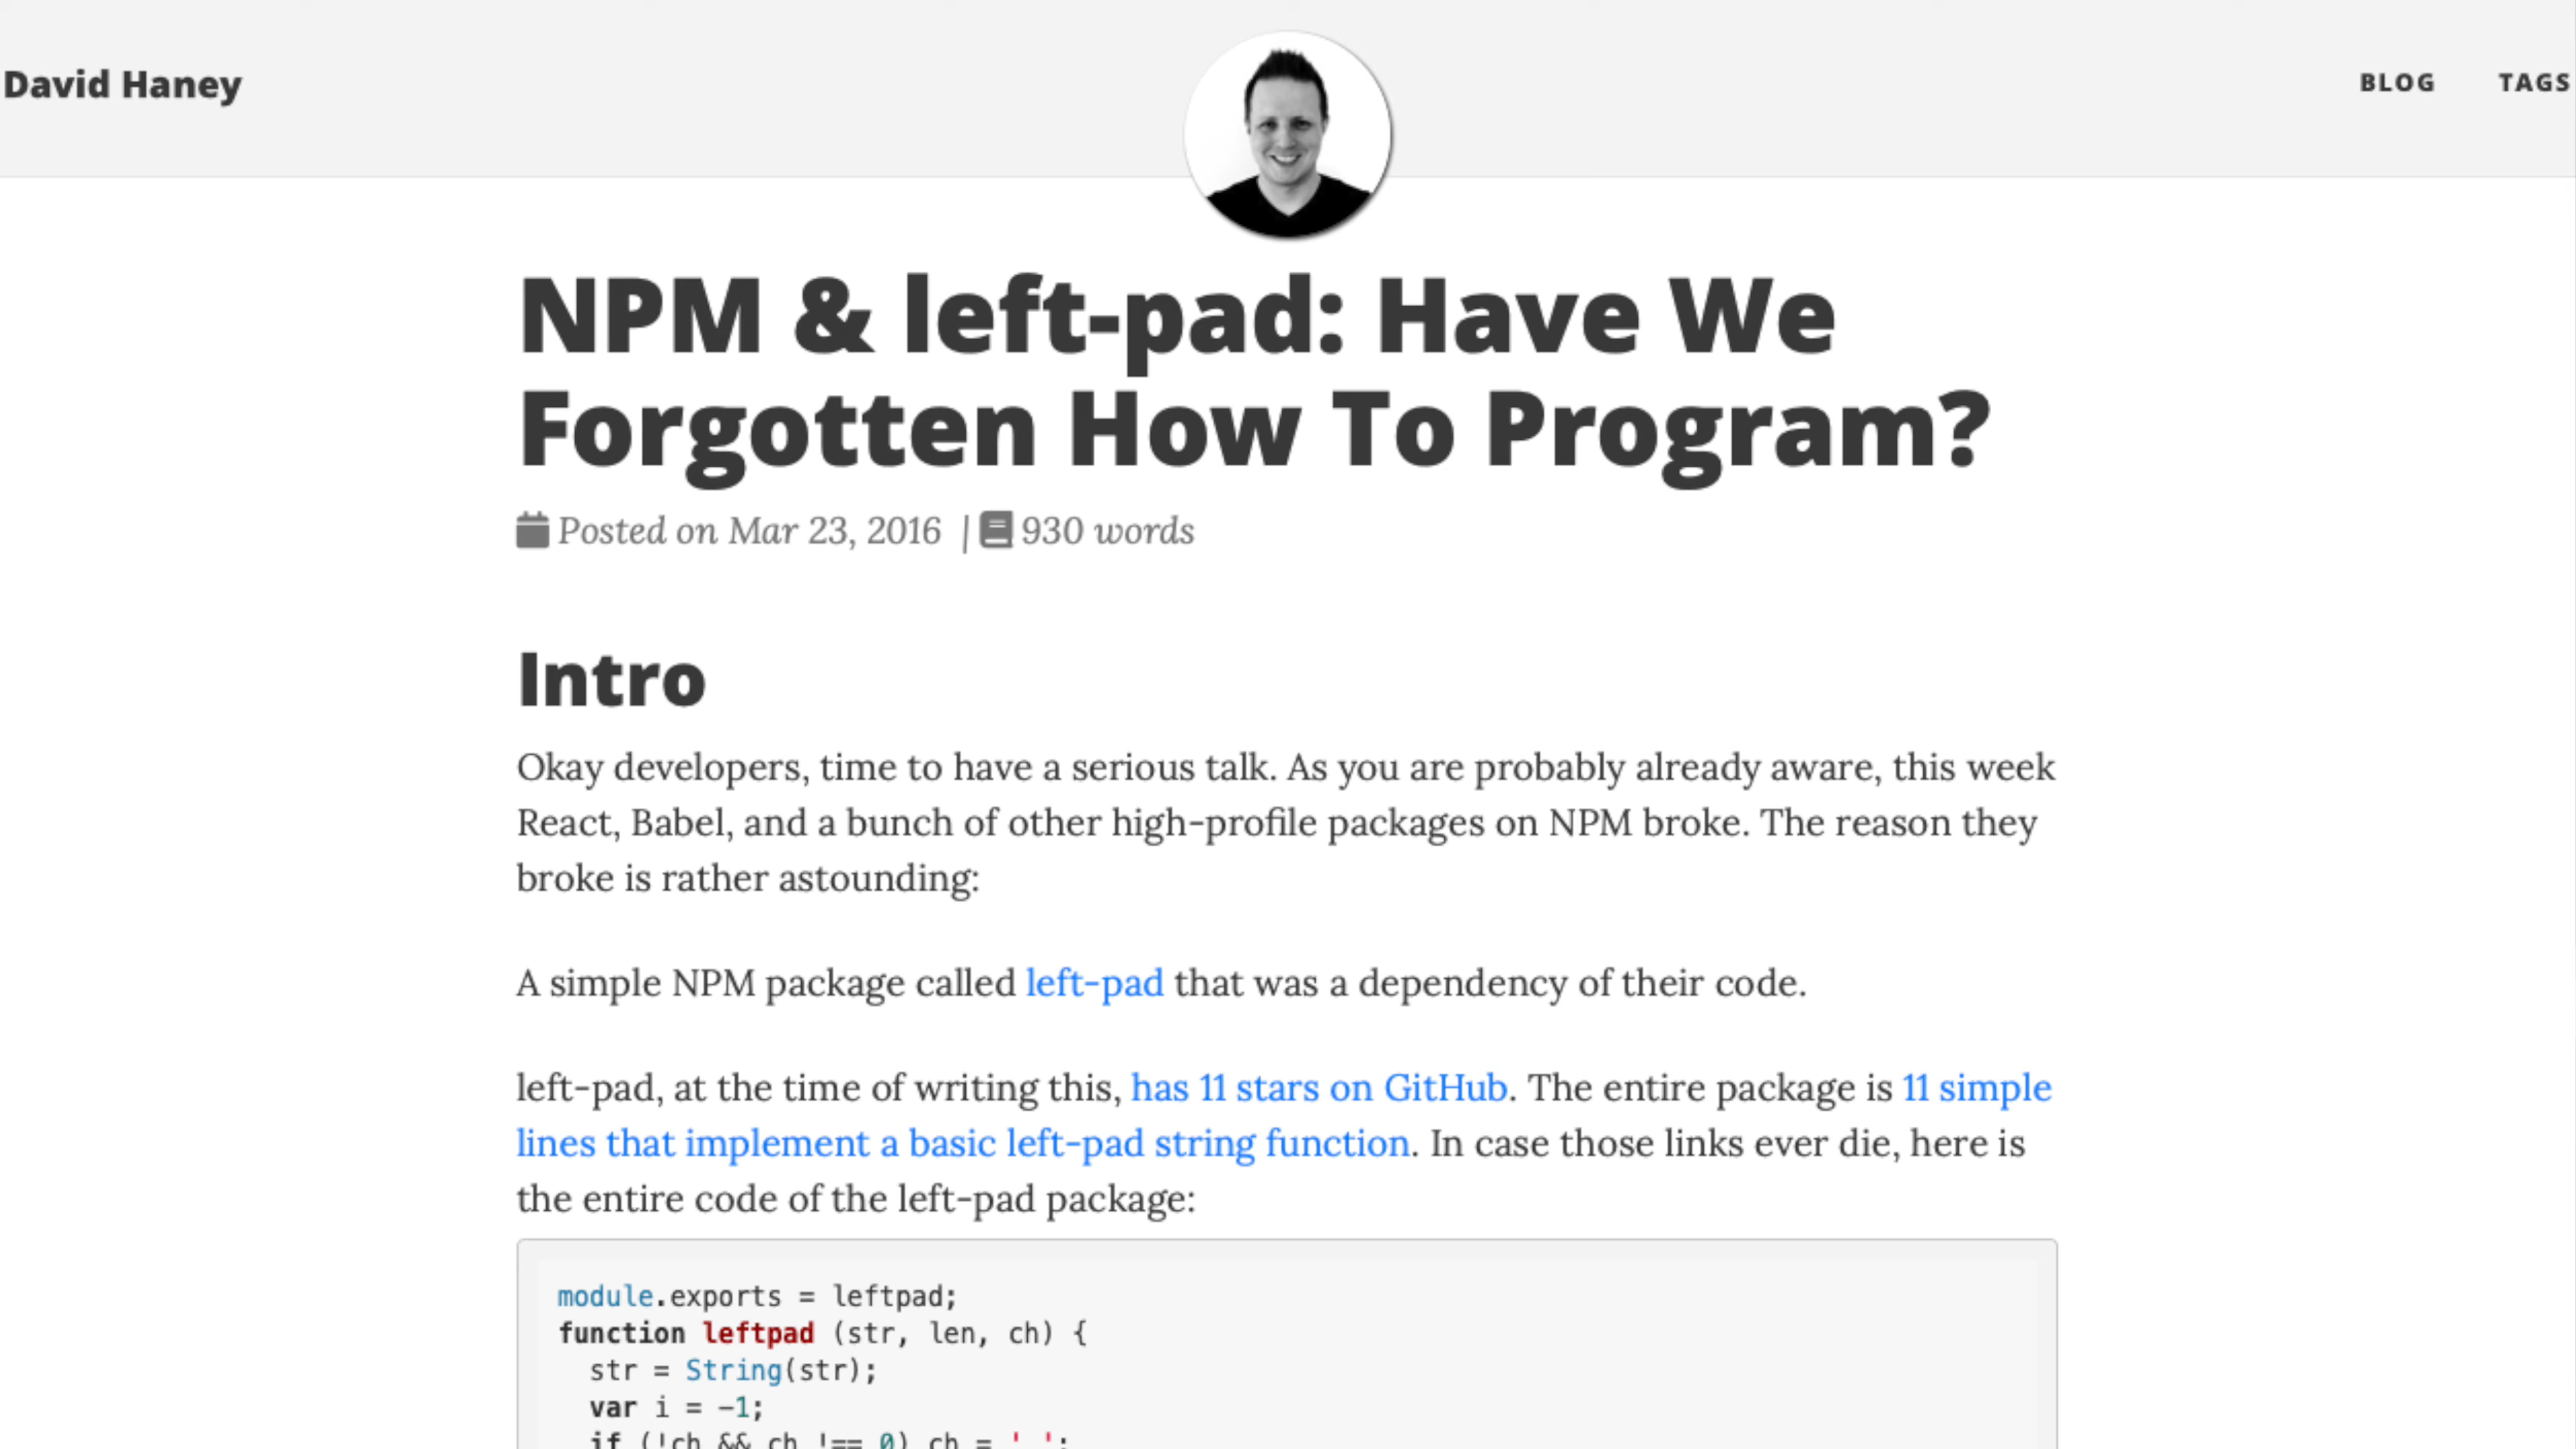 David Haney
BLOG TAGS
NPM & left-pad: Have We
Forgotten How To Program?
Posted on Mar 23, 2016 | 930 words
Intro
Okay developers, time to have a serious talk. As you are probably already aware, this week
React, Babel, and a bunch of other high-profile packages on NPM broke. The reason they
broke is rather astounding:
A simple NPM package called left-pad that was a dependency of their code.
left-pad, at the time of writing this, has 11 stars on GitHub. The entire package is 11 simple
lines that implement a basic left-pad string function. In case those links ever die, here is
the entire code of the left-pad package:
module.exports = leftpad;
function leftpad (str, len, ch) {
  str = String(str);
  var i = -1;
  if (!ch && ch !== 0) ch = ' ';